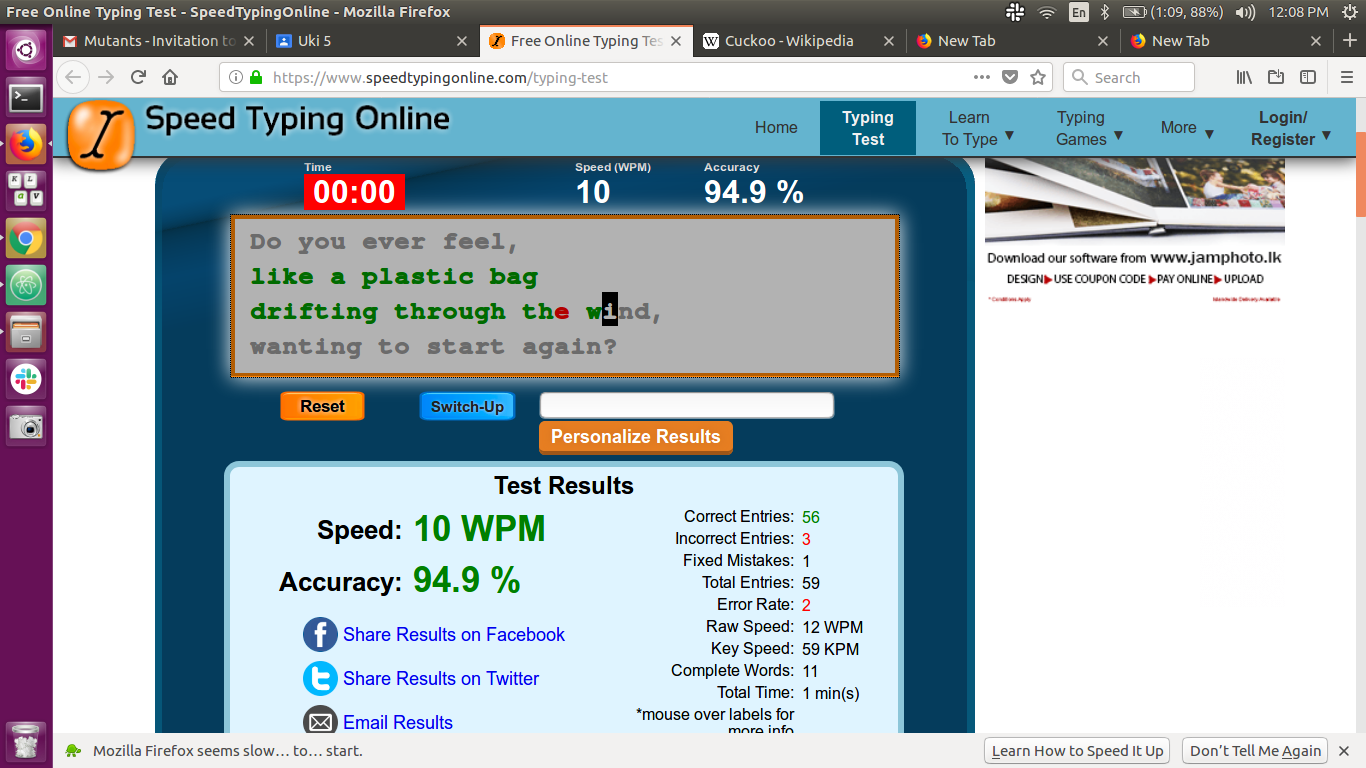 Free Online Typing Test - SpeedTypingOnline - Mozilla Firefox
En
(1:09, 88%)
12:08 PM
Mutants - Invitation to
Uki 5
Free Online Typing Tes
Cuckoo - Wikipedia
New Tab
New Tab
https://www.speedtypingonline.com/typing-test
Search
Speed Typing Online
Home
Typing
Test
Learn
To Type
Typing
Games
More
Login/
Register
Time
00:00
Speed (WPM)
10
Accuracy
94.9 %
Do you ever feel,
like a plastic bag
drifting through the wind,
wanting to start again?
Reset
Switch-Up
Personalize Results
Test Results
Speed: 10 WPM
Accuracy: 94.9 %
Share Results on Facebook
Share Results on Twitter
Email Results
Correct Entries: 56
Incorrect Entries: 3
Fixed Mistakes: 1
Total Entries: 59
Error Rate: 2
Raw Speed: 12 WPM
Key Speed: 59 KPM
Complete Words: 11
Total Time: 1 min(s)
*mouse over labels for
more info
Download our software from www.jamphoto.lk
DESIGN▶USE COUPON CODE▶PAY ONLINE▶UPLOAD
* Conditions Apply
Islandwide Delivery Available
K L
a V
Mozilla Firefox seems slow… to… start.
Learn How to Speed It Up
Don't Tell Me Again